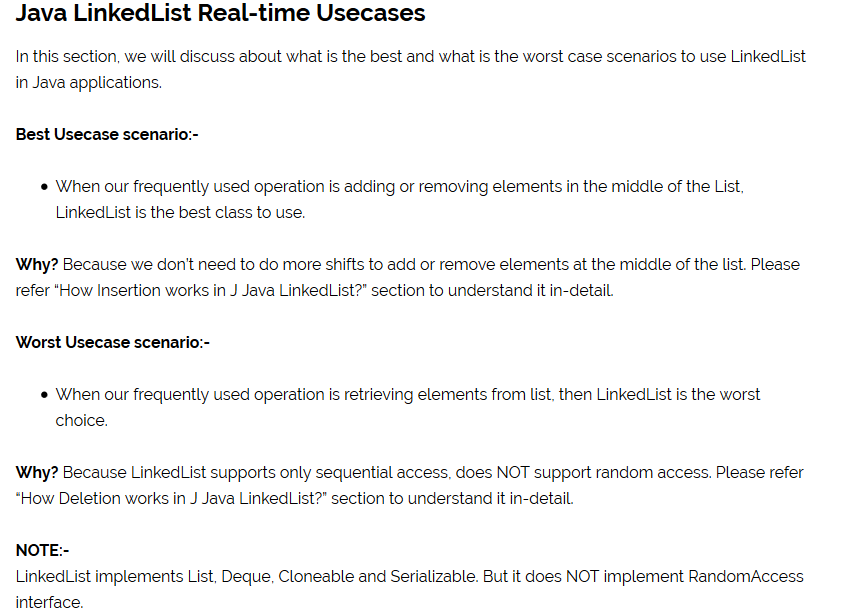 Java LinkedList Real-time Usecases
In this section, we will discuss about what is the best and what is the worst case scenarios to use LinkedList
in Java applications.
Best Usecase scenario:-
• When our frequently used operation is adding or removing elements in the middle of the List,
LinkedList is the best class to use.
Why? Because we don't need to do more shifts to add or remove elements at the middle of the list. Please
refer “How Insertion works in J Java LinkedList?” section to understand it in-detail.
Worst Usecase scenario:-
• When our frequently used operation is retrieving elements from list, then LinkedList is the worst
choice.
Why? Because LinkedList supports only sequential access, does NOT support random access. Please refer
“How Deletion works in J Java LinkedList?” section to understand it in-detail.
NOTE:-
LinkedList implements List, Deque, Cloneable and Serializable. But it does NOT implement RandomAccess
interface.